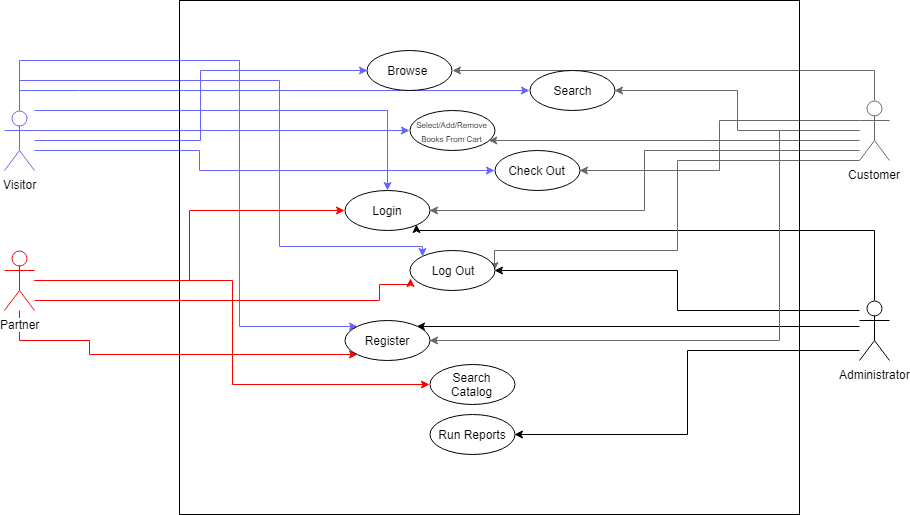 Browse
Search
Select/Add/Remove
Books From Cart
Check Out
Visitor
Customer
Login
Log Out
Partner
Register
Administrator
Search
Catalog
Run Reports